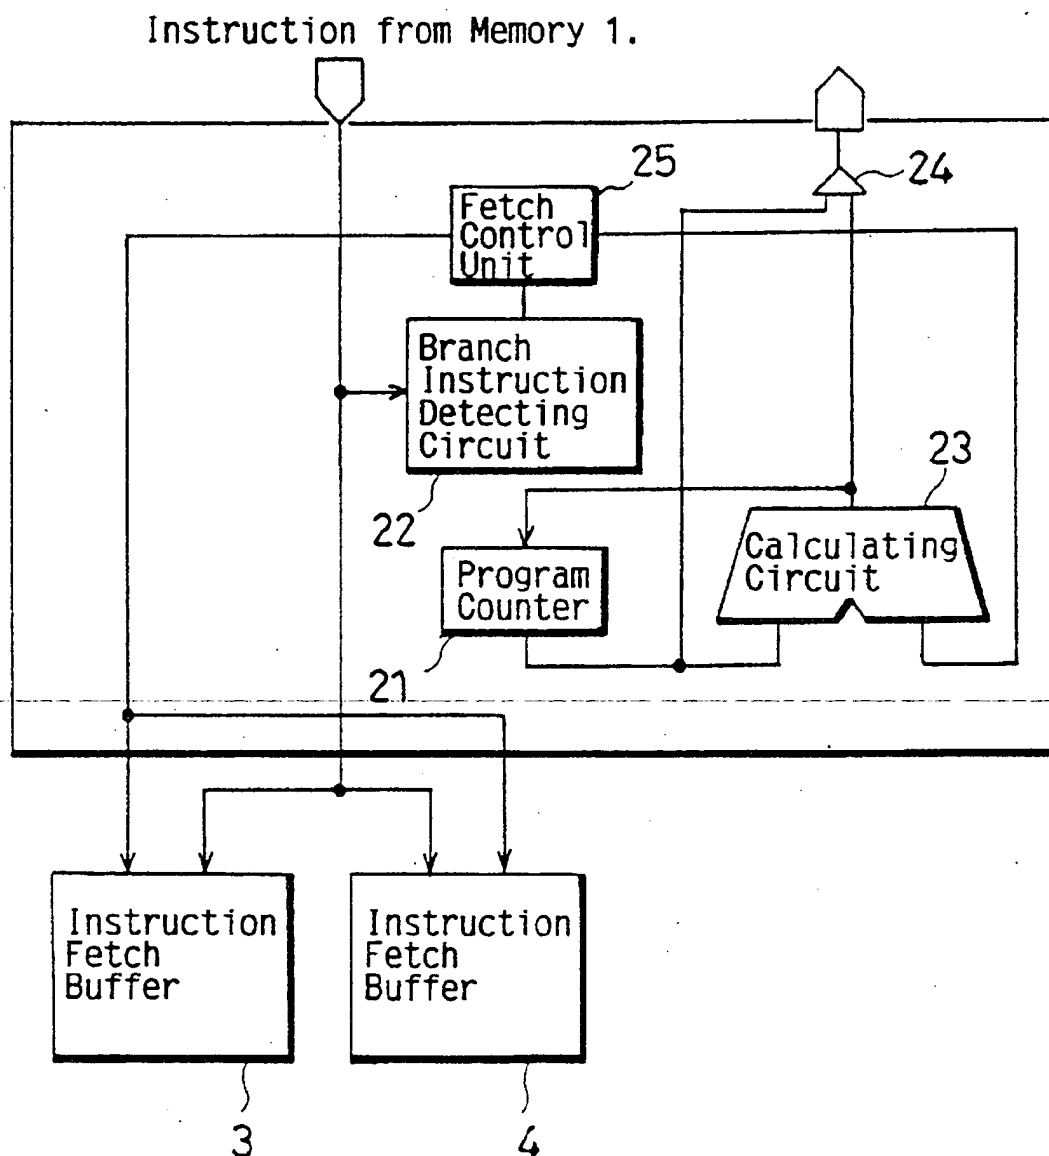 Instruction from Memory 1.
24
25
Fetch
Control
Unit
Branch
Instruction
Detecting
Circuit
22
23
Calculating
Circuit
Program
Counter
21
Instruction
Fetch
Buffer
Instruction
Fetch
Buffer
3
4